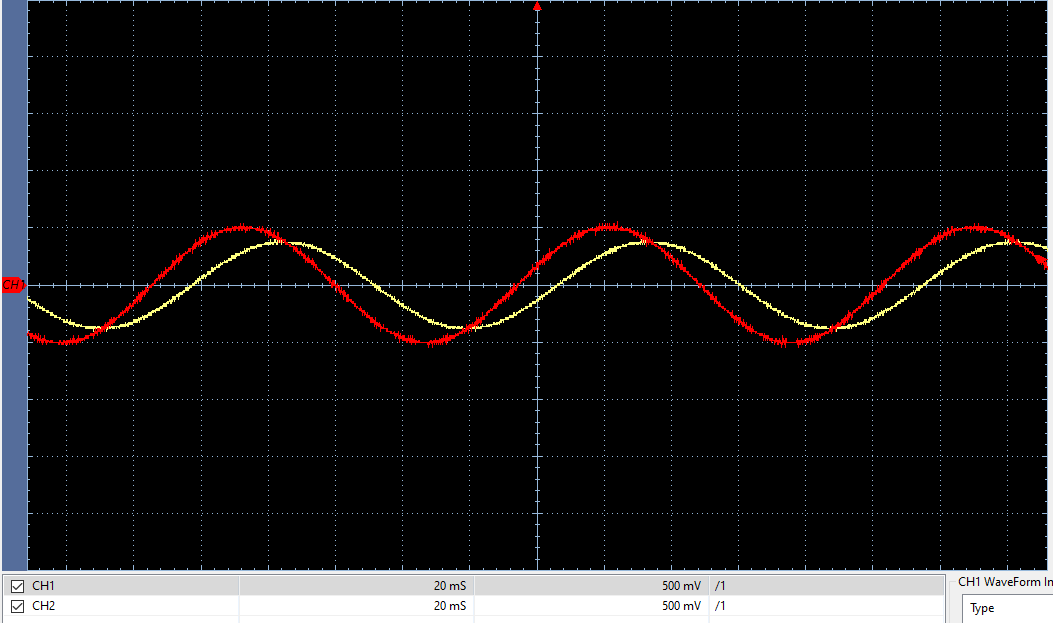 CH1
CH1 20 mS 500 mV /1
CH2 20 mS 500 mV /1
CH1 WaveForm In
Type